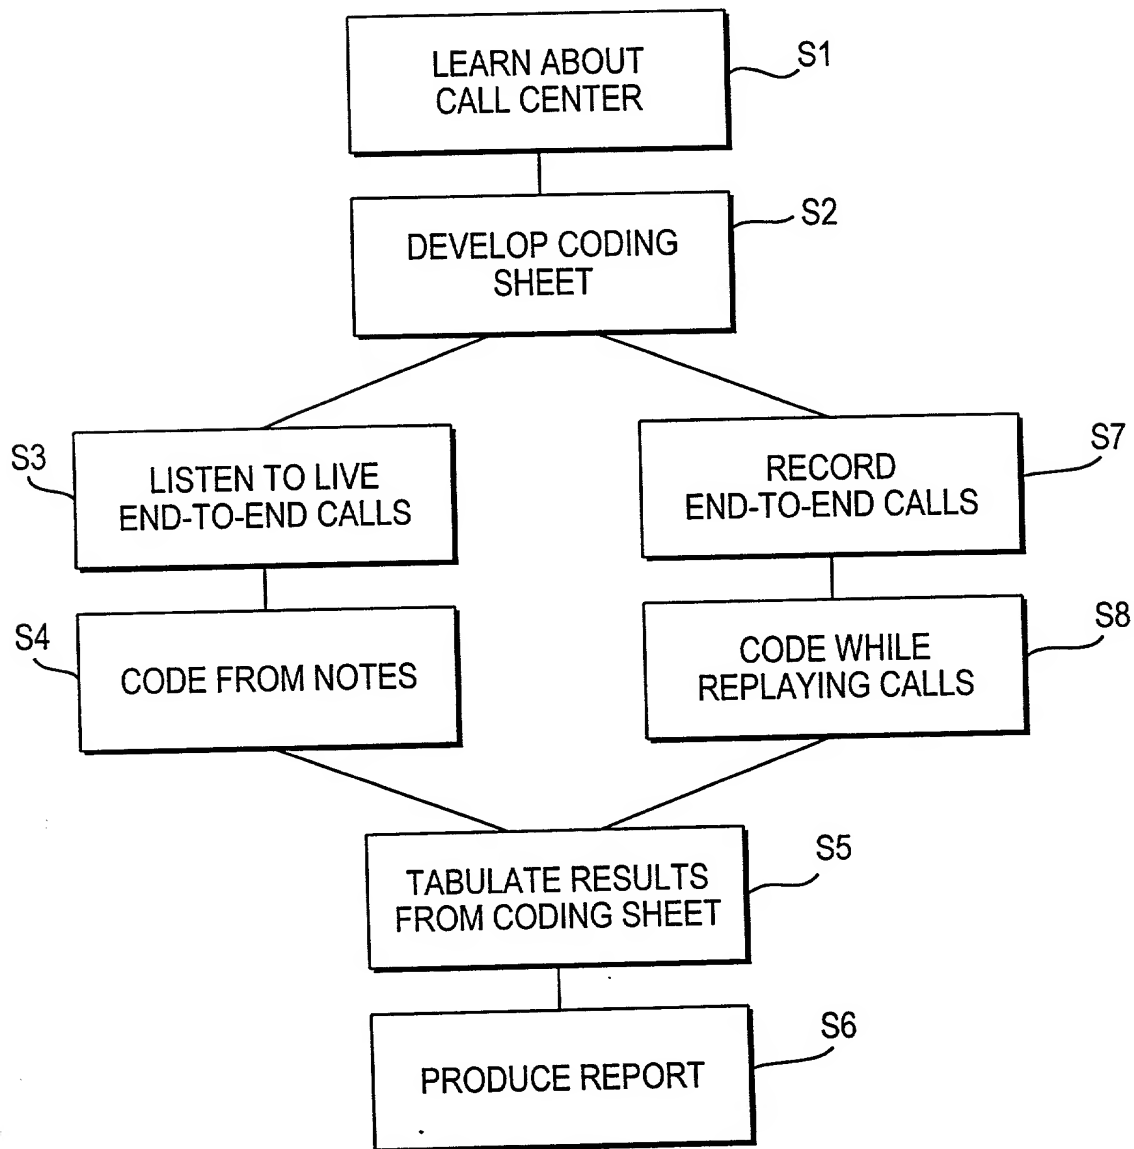 LEARN ABOUT
CALL CENTER
S1
DEVELOP CODING
SHEET
S2
S3
LISTEN TO LIVE
END-TO-END CALLS
RECORD
END-TO-END CALLS
S7
S4
CODE FROM NOTES
CODE WHILE
REPLAYING CALLS
S8
TABULATE RESULTS
FROM CODING SHEET
S5
PRODUCE REPORT
S6